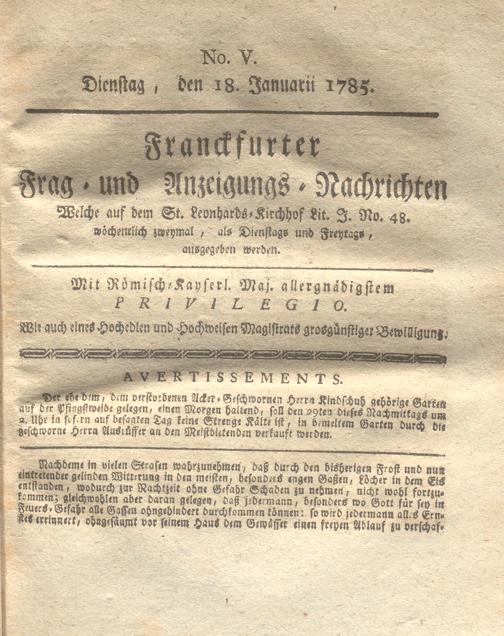 No. V.
Dienstag, den 18. Januarii 1785.
Franckfurter
Frag- und Anzeigungs-Nachrichten
Welche auf dem St. Leonhards-Kirchhof Lit. J. No. 48.
wöchentlich zweymal, als Dienstags und Freytags,
ausgegeben werden.
Mit Römisch-Kayserl. Maj. allergnädigstem
PRIVILEGIO.
Wie auch eines Hochedlen und Hochweisen Magistrats grosgünstiger Bewilligung.
AVERTISSEMENTS.
Der ehedem, dem verstorbenen Acker-Geschwornen Herrn Kindschuh gehörige Garten
auf der Pfingstweide gelegen, einen Morgen haltend, soll den 29ten dieses Nachmittags um
2. Uhr in sofern auf besagten Tag keine Strenge Kälte ist, in bemeltem Garten durch die
geschworne Herrn Ausrüffer an den Meistbietenden verkauft werden.
Nachdeme in vielen Strasen wahrzunehmen, daß durch den bisherigen Frost und nun
eintretender gelinden Witterung in den meisten, besonders engen Gassen, Löcher in dem Eis
entstanden, wodurch zur Nachtzeit ohne Gefahr Schaden zu nehmen, nicht wohl fortzu-
kommen; gleichwohlen aber daran gelegen, daß jedermann, besonders wo Gott für sey in
Feuers-Gefahr alle Gassen ohngehindert durchkommen können: so wird jedermann alles Ern-
stes erinnert, ohngesäumt vor seinem Haus dem Gewässer einen freyen Ablauf zu verschaf-